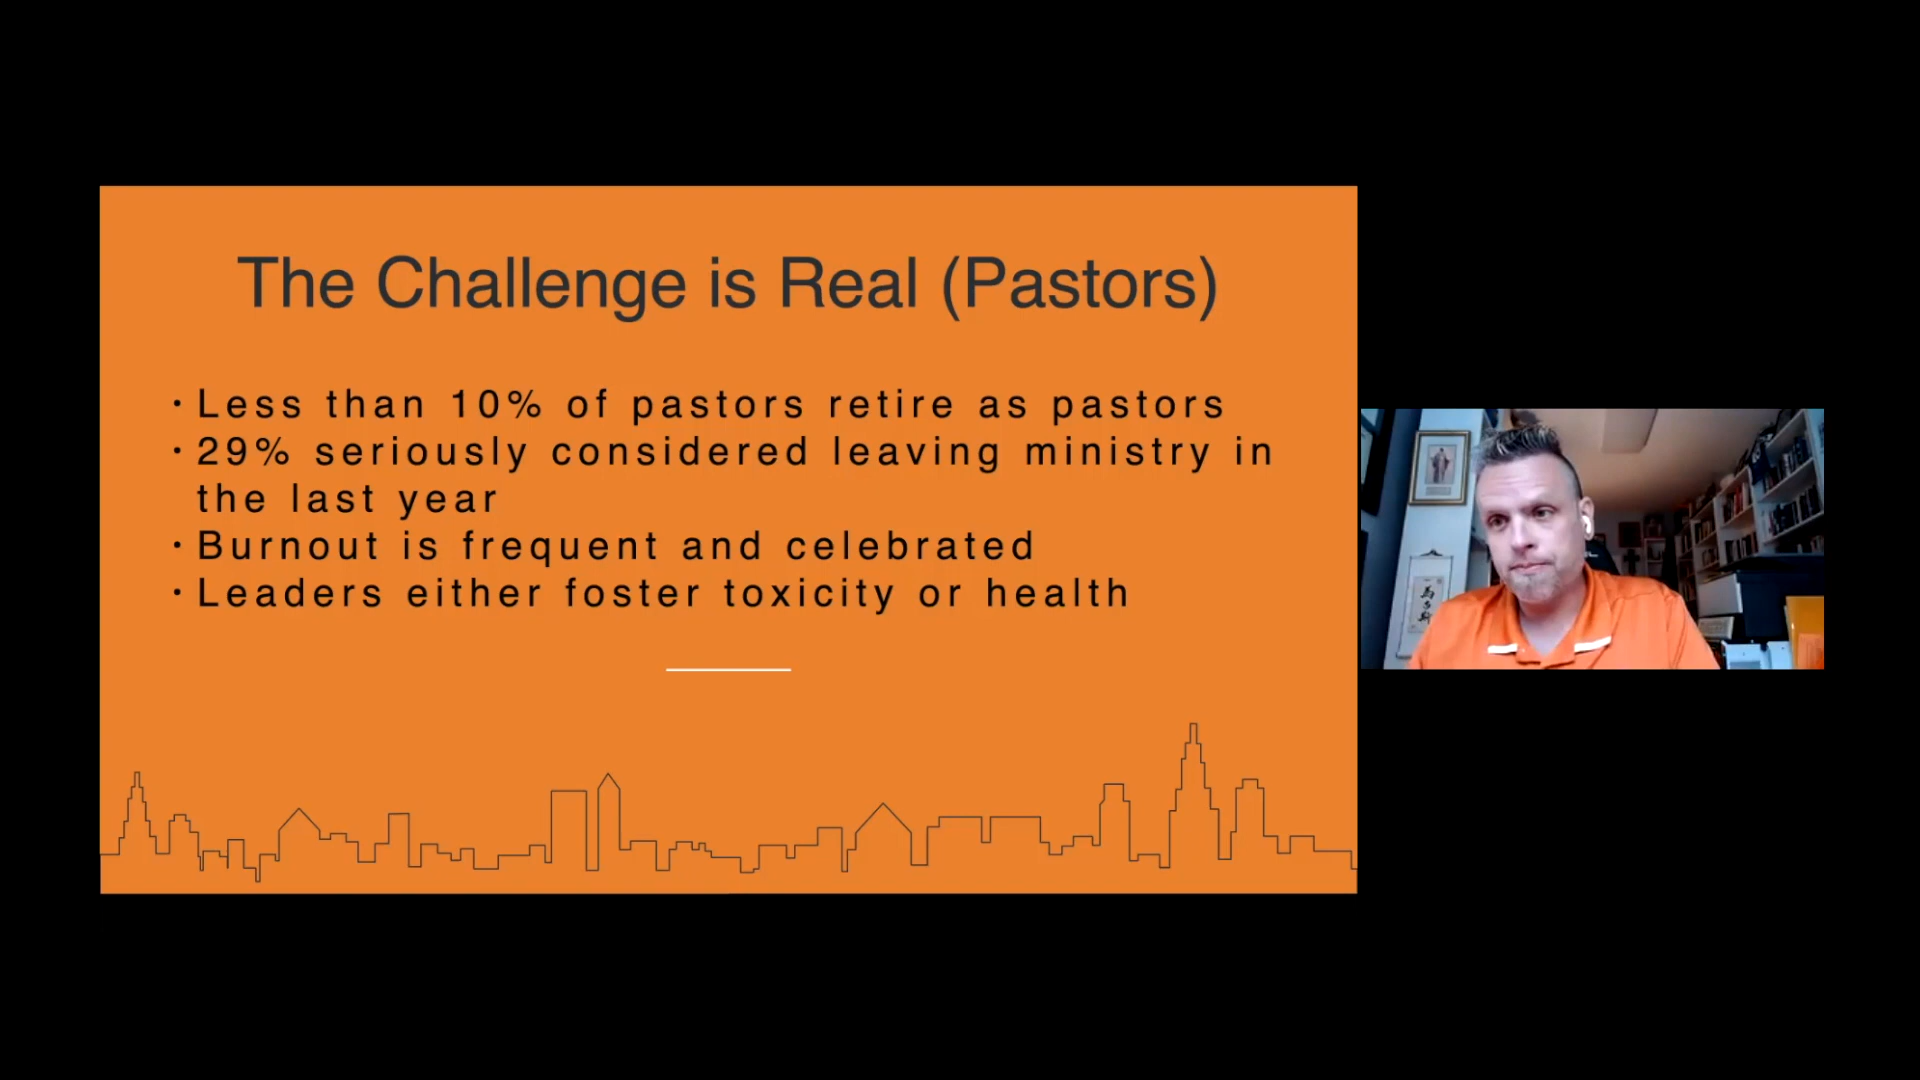 The Challenge is Real (Pastors)
· Less than 10% of pastors retire as pastors
· 29% seriously considered leaving ministry in
the last year
· Burnout is frequent and celebrated
· Leaders either foster toxicity or health